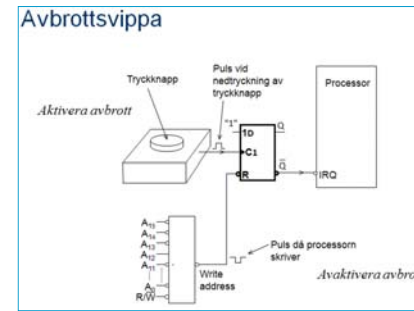 Avbrottsvippa
Tryckknapp
Puls vid
nedtryckning av
tryckknapp
Processor
Aktivera avbrott
"1"
1D
Q
C1
R
Q̅
IRQ
A15
A14
A13
A12
A11
R/W
Write
address
Puls då processorn
skriver
Avaktivera avbro